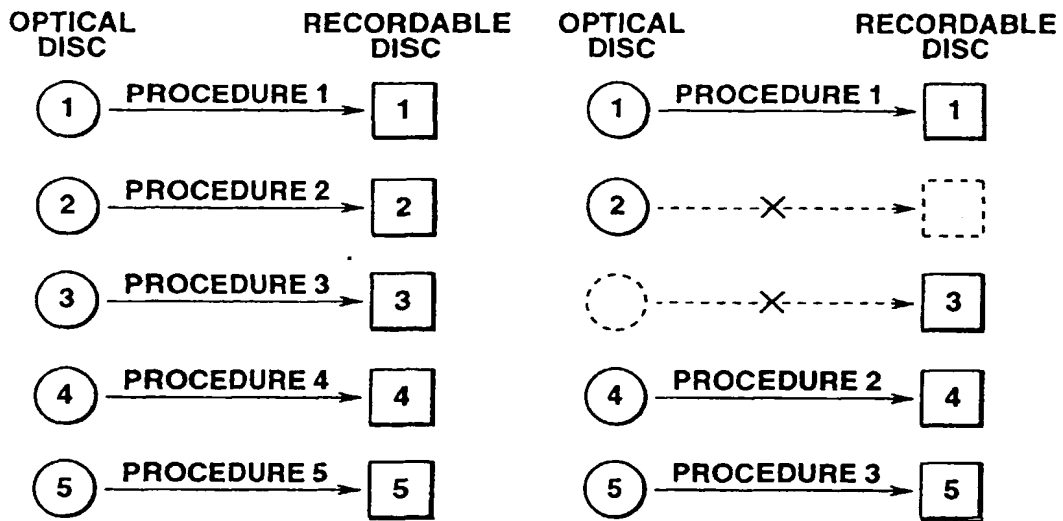 OPTICAL DISC
RECORDABLE DISC
1 PROCEDURE 1 1
2 PROCEDURE 2 2
3 PROCEDURE 3 3
4 PROCEDURE 4 4
5 PROCEDURE 5 5
OPTICAL DISC
RECORDABLE DISC
1 PROCEDURE 1 1
2
3
4 PROCEDURE 2 4
5 PROCEDURE 3 5